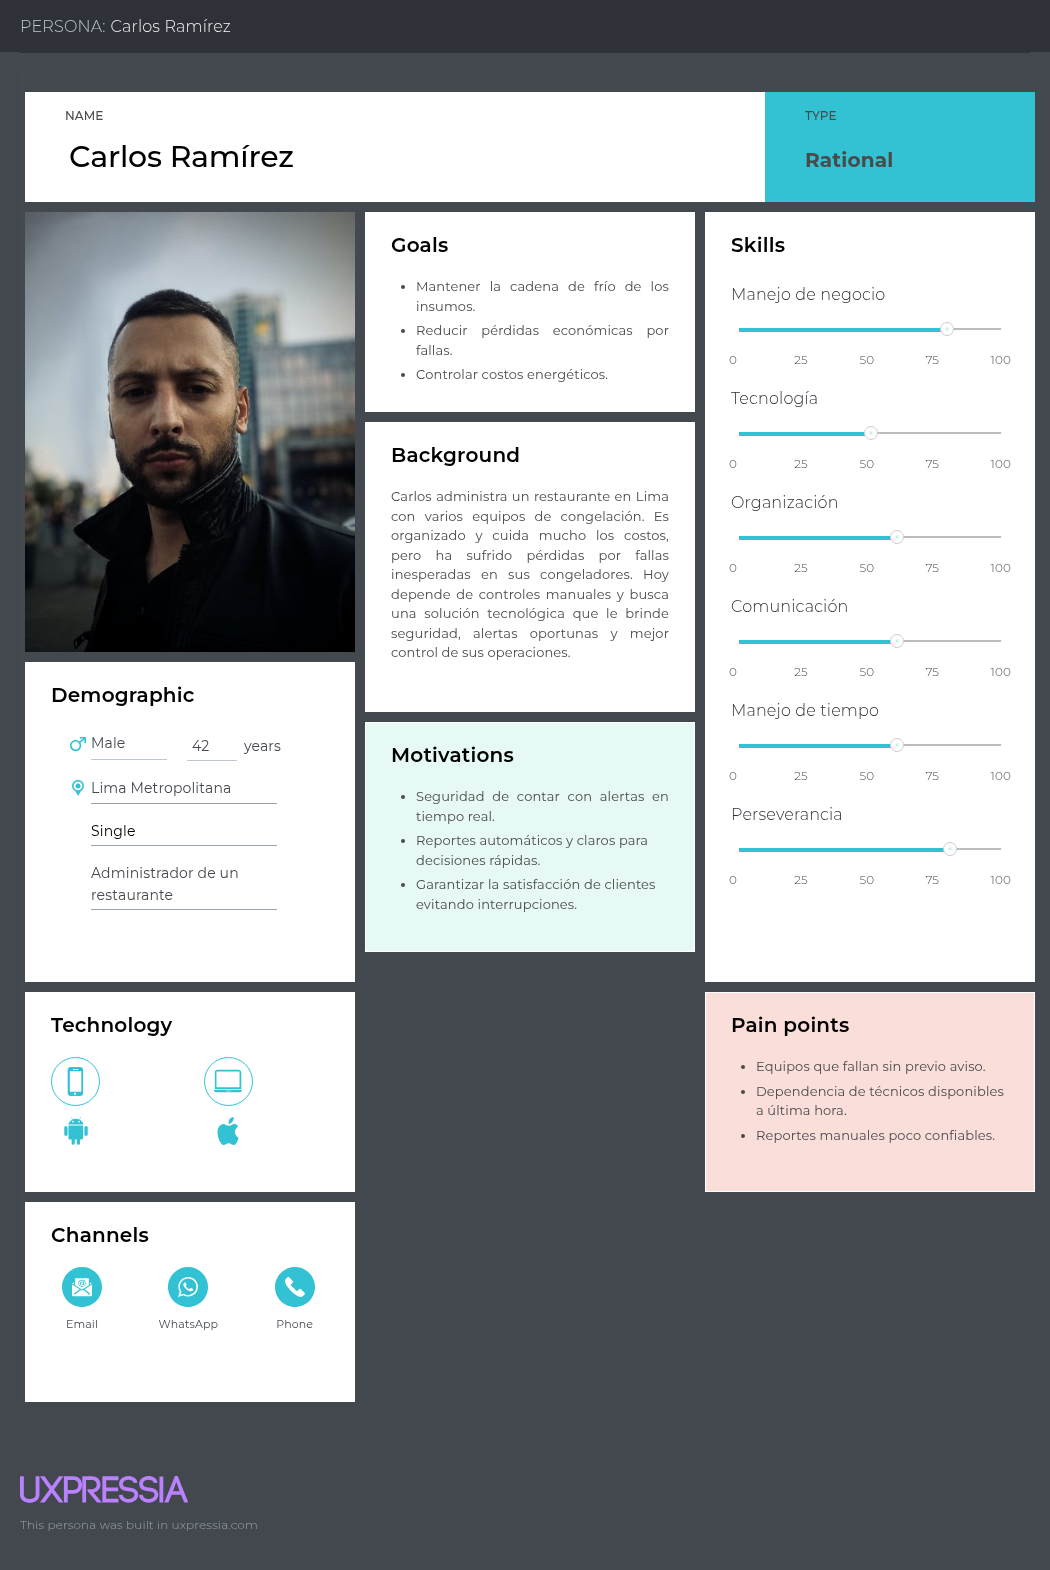 PERSONA: Carlos Ramírez
NAME
Carlos Ramírez
TYPE
Rational
Demographic
Male
42 years
Lima Metropolitana
Single
Administrador de un
restaurante
Technology
Channels
Email
WhatsApp
Phone
Goals
• Mantener la cadena de frío de los
insumos.
• Reducir pérdidas económicas por
fallas.
• Controlar costos energéticos.
Background
Carlos administra un restaurante en Lima
con varios equipos de congelación. Es
organizado y cuida mucho los costos,
pero ha sufrido pérdidas por fallas
inesperadas en sus congeladores. Hoy
depende de controles manuales y busca
una solución tecnológica que le brinde
seguridad, alertas oportunas y mejor
control de sus operaciones.
Motivations
• Seguridad de contar con alertas en
tiempo real.
• Reportes automáticos y claros para
decisiones rápidas.
• Garantizar la satisfacción de clientes
evitando interrupciones.
Skills
Manejo de negocio
0 25 50 75 100
Tecnología
0 25 50 75 100
Organización
0 25 50 75 100
Comunicación
0 25 50 75 100
Manejo de tiempo
0 25 50 75 100
Perseverancia
0 25 50 75 100
Pain points
• Equipos que fallan sin previo aviso.
• Dependencia de técnicos disponibles
a última hora.
• Reportes manuales poco confiables.
UXPRESSIA
This persona was built in uxpressia.com